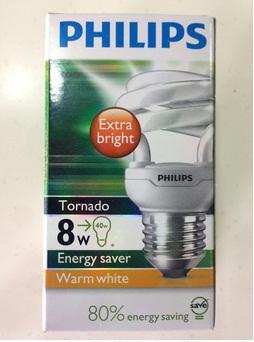 PHILIPS
Extra
bright
PHILIPS
Tornado
8w → 40w
Energy saver
Warm white
80% energy saving
save